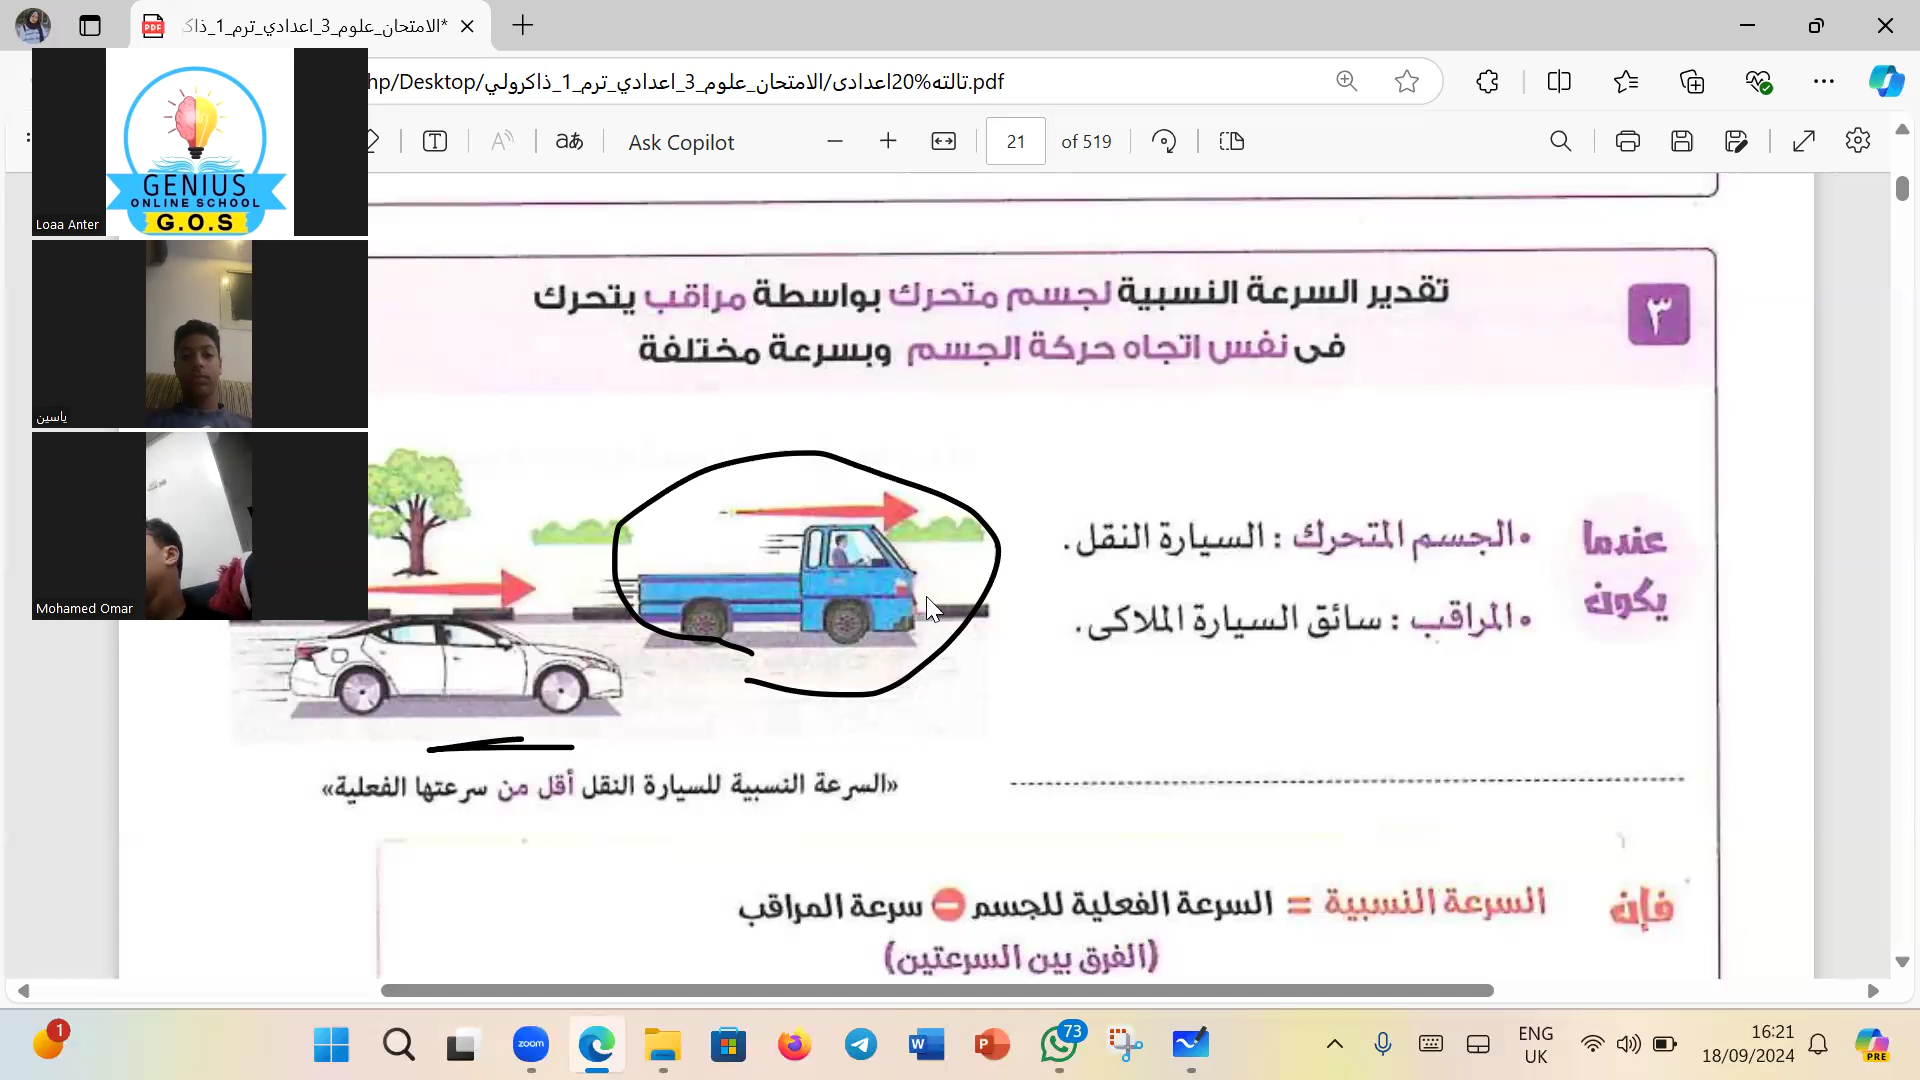 *الامتحان_علوم_3_اعدادي_ترم_1_ذاك
hp/Desktop/تالته%20اعدادى/الامتحان_علوم_3_اعدادي_ترم_1_ذاكرولي.pdf
Ask Copilot
21 of 519
GENIUS
ONLINE SCHOOL
G.O.S
Loaa Anter
ياسين
Mohamed Omar
٣
تقدير السرعة النسبية لجسم متحرك بواسطة مراقب يتحرك
فى نفس اتجاه حركة الجسم وبسرعة مختلفة
عندما
يكون
• الجسم المتحرك : السيارة النقل.
• المراقب : سائق السيارة الملاكى.
«السرعة النسبية للسيارة النقل أقل من سرعتها الفعلية»
فإن
السرعة النسبية = السرعة الفعلية للجسم − سرعة المراقب
(الفرق بين السرعتين)
1
zoom
73
ENG
UK
16:21
18/09/2024
PRE